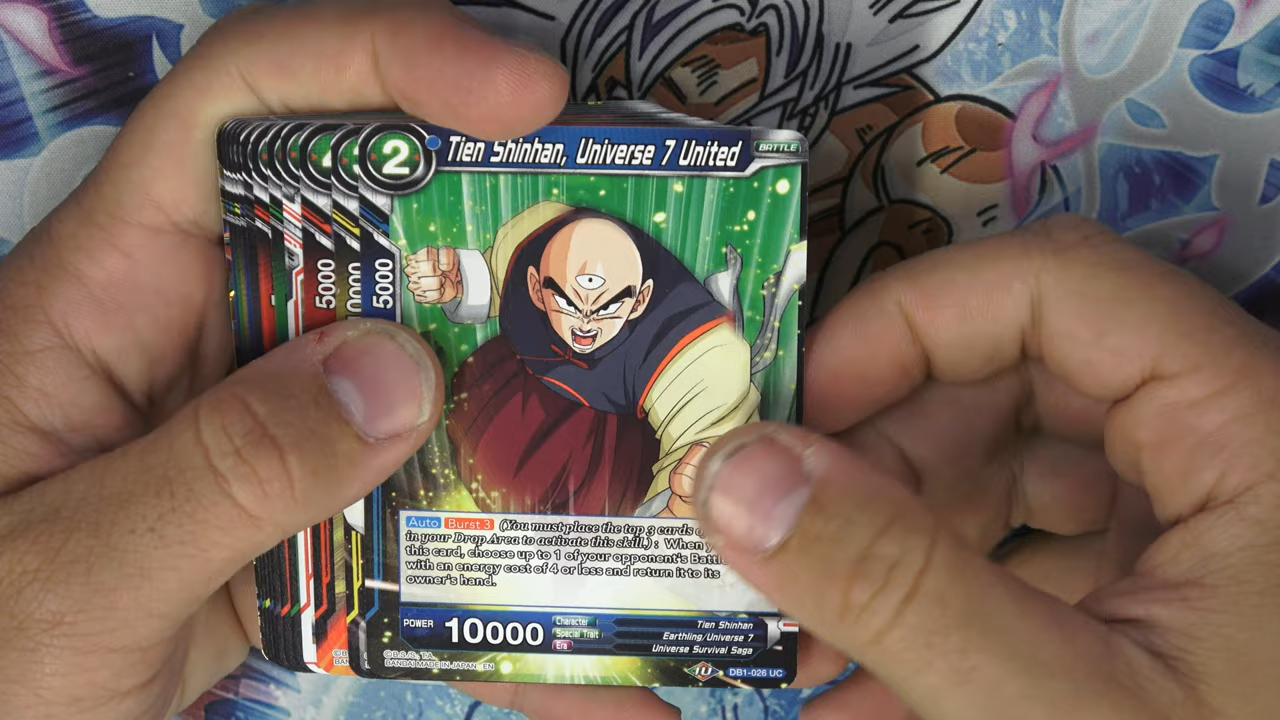 2
Tien Shinhan, Universe 7 United
BATTLE
5000
0000
5000
Auto Burst 3 (You must place the top 3 cards
in your Drop Area to activate this skill.) : When
this card, choose up to 1 of your opponent's
with an energy cost of 4 or less and return it to its
owner's hand.
POWER 10000
Character Tien Shinhan
Special Trait Earthling/Universe 7
Era Universe Survival Saga
©B.S./S., T.A.
BANDAI MADE IN JAPAN EN
DB1-026 UC